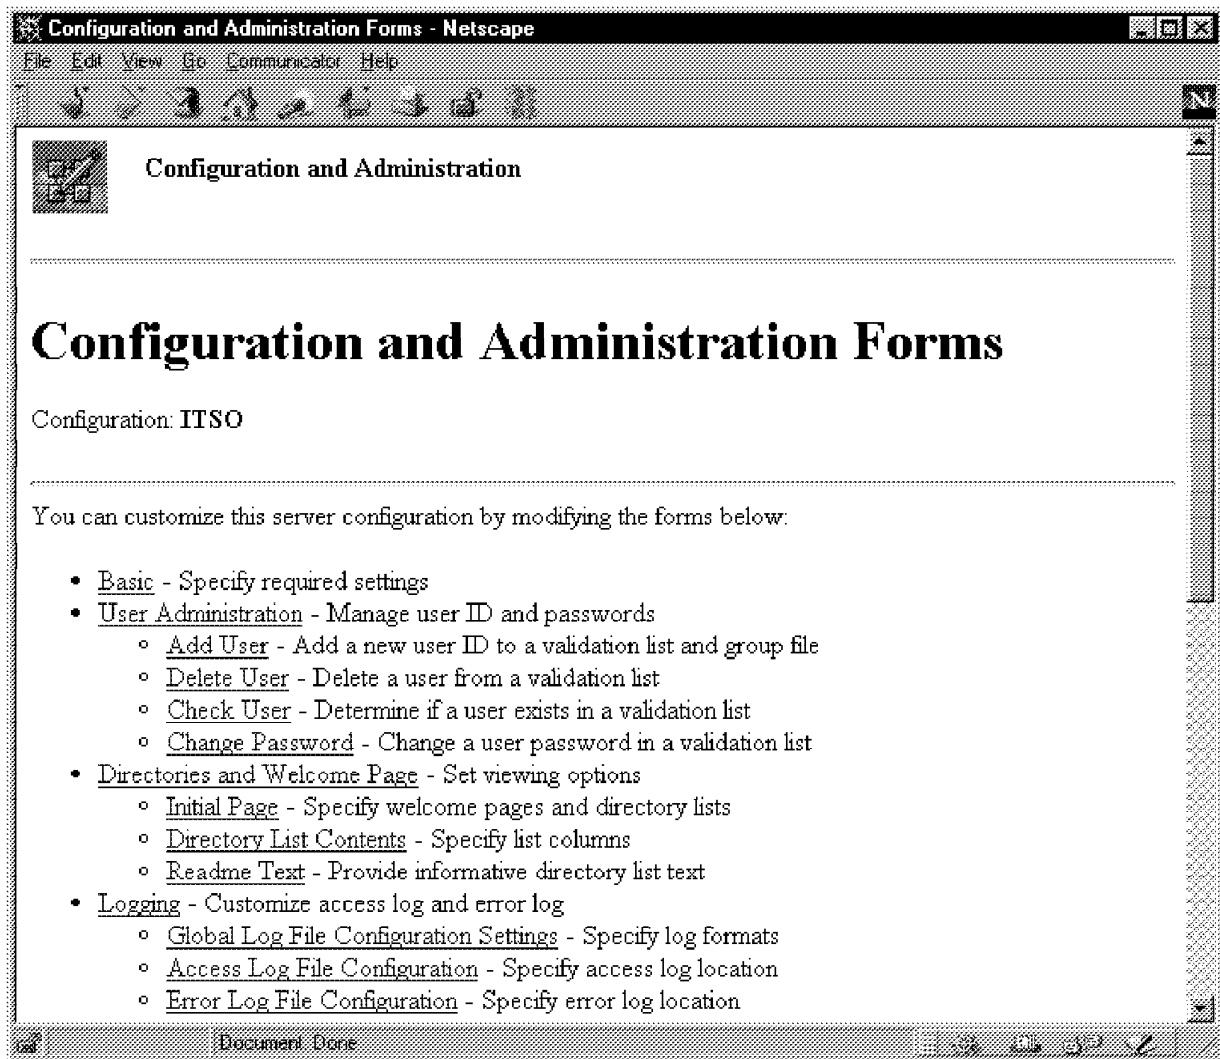 Configuration and Administration Forms - Netscape
File Edit View Go Communicator Help
N
Configuration and Administration
Configuration and Administration Forms
Configuration: ITSO
You can customize this server configuration by modifying the forms below:
• Basic - Specify required settings
• User Administration - Manage user ID and passwords
◦ Add User - Add a new user ID to a validation list and group file
◦ Delete User - Delete a user from a validation list
◦ Check User - Determine if a user exists in a validation list
◦ Change Password - Change a user password in a validation list
• Directories and Welcome Page - Set viewing options
◦ Initial Page - Specify welcome pages and directory lists
◦ Directory List Contents - Specify list columns
◦ Readme Text - Provide informative directory list text
• Logging - Customize access log and error log
◦ Global Log File Configuration Settings - Specify log formats
◦ Access Log File Configuration - Specify access log location
◦ Error Log File Configuration - Specify error log location
Document: Done